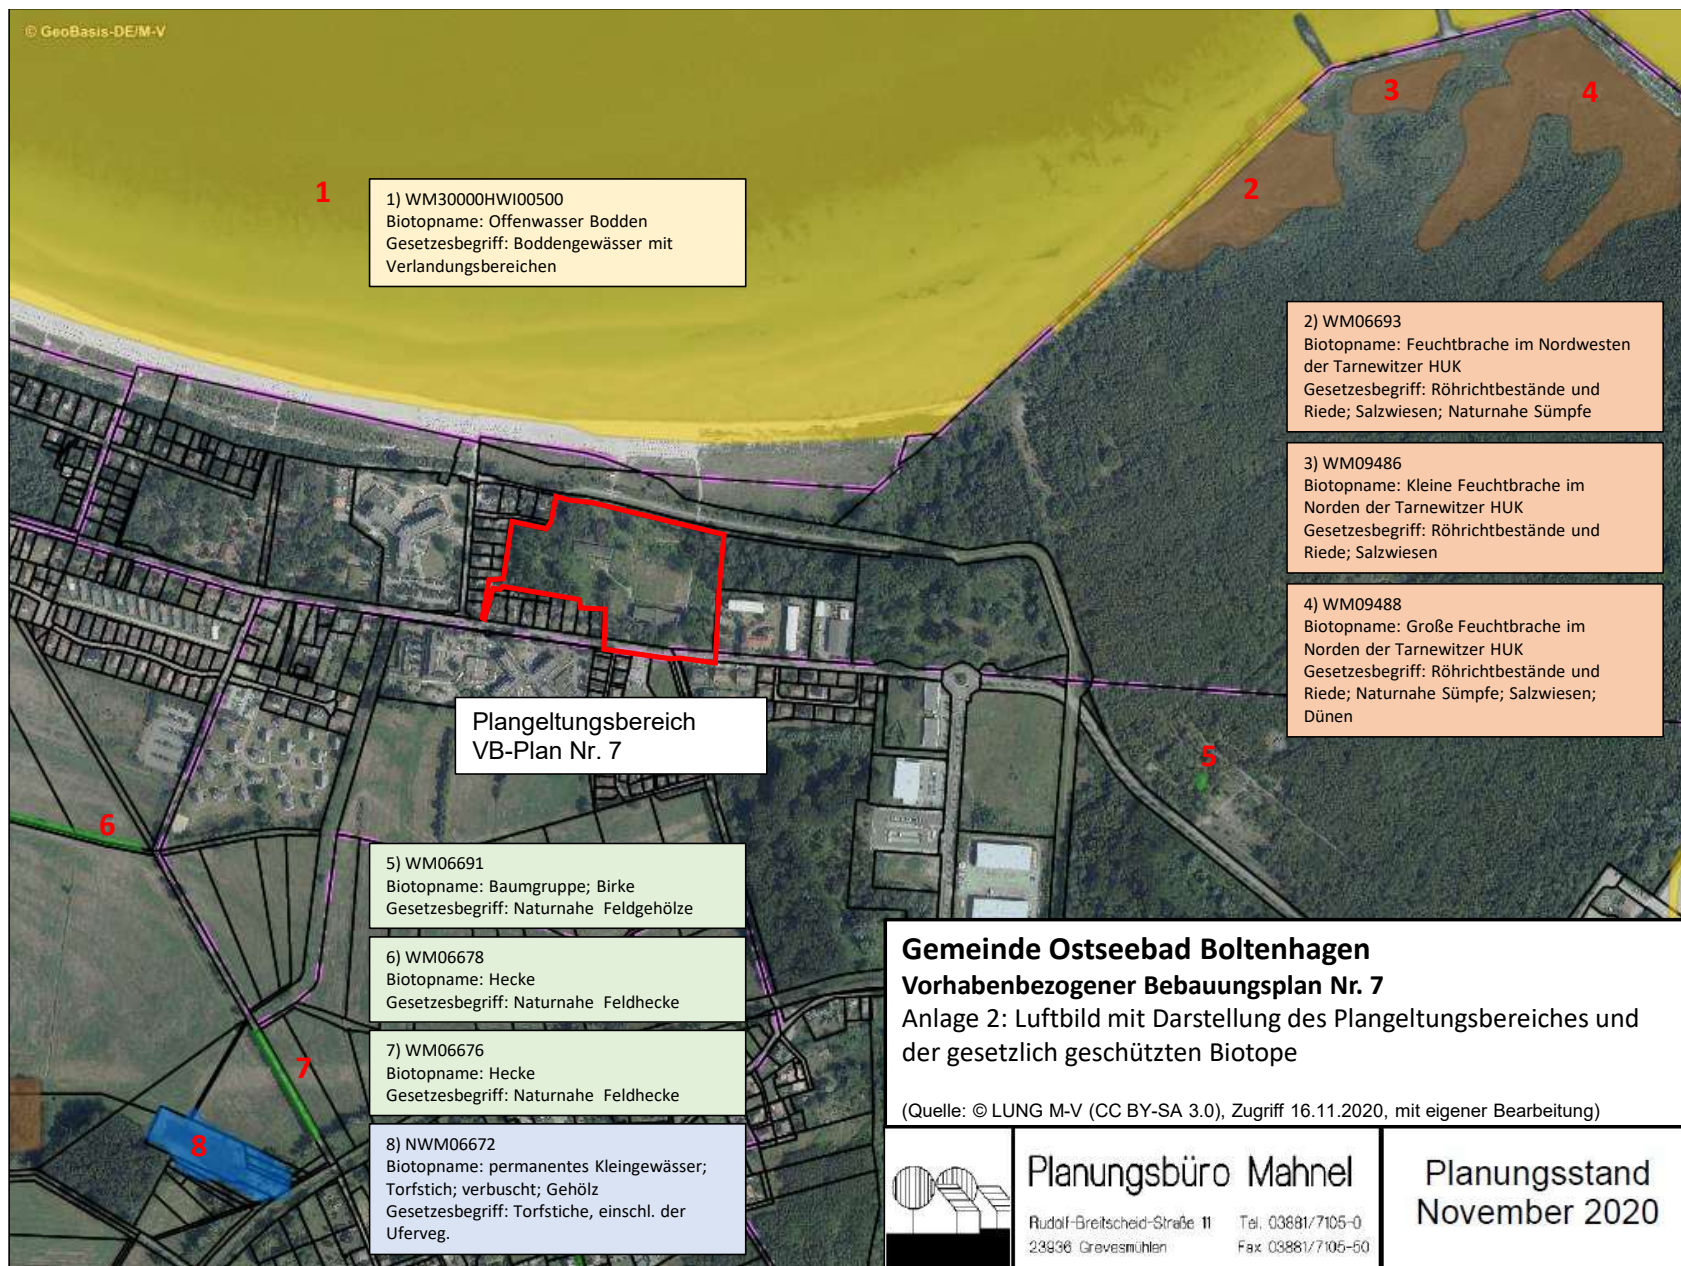 © GeoBasis-DE/M-V
3
4
1
2
1) WM30000HWI00500
Biotopname: Offenwasser Bodden
Gesetzesbegriff: Boddengewässer mit
Verlandungsbereichen
2) WM06693
Biotopname: Feuchtbrache im Nordwesten
der Tarnewitzer HUK
Gesetzesbegriff: Röhrichtbestände und
Riede; Salzwiesen; Naturnahe Sümpfe
3) WM09486
Biotopname: Kleine Feuchtbrache im
Norden der Tarnewitzer HUK
Gesetzesbegriff: Röhrichtbestände und
Riede; Salzwiesen
4) WM09488
Biotopname: Große Feuchtbrache im
Norden der Tarnewitzer HUK
Gesetzesbegriff: Röhrichtbestände und
Riede; Naturnahe Sümpfe; Salzwiesen;
Dünen
Plangeltungsbereich
VB-Plan Nr. 7
5
6
5) WM06691
Biotopname: Baumgruppe; Birke
Gesetzesbegriff: Naturnahe Feldgehölze
6) WM06678
Biotopname: Hecke
Gesetzesbegriff: Naturnahe Feldhecke
7
7) WM06676
Biotopname: Hecke
Gesetzesbegriff: Naturnahe Feldhecke
8
8) NWM06672
Biotopname: permanentes Kleingewässer;
Torfstich; verbuscht; Gehölz
Gesetzesbegriff: Torfstiche, einschl. der
Uferveg.
Gemeinde Ostseebad Boltenhagen
Vorhabenbezogener Bebauungsplan Nr. 7
Anlage 2: Luftbild mit Darstellung des Plangeltungsbereiches und
der gesetzlich geschützten Biotope
(Quelle: © LUNG M-V (CC BY-SA 3.0), Zugriff 16.11.2020, mit eigener Bearbeitung)
Planungsbüro Mahnel
Rudolf-Breitscheid-Straße 11 Tel. 03881/7105-0
23936 Grevesmühlen Fax 03881/7105-50
Planungsstand
November 2020